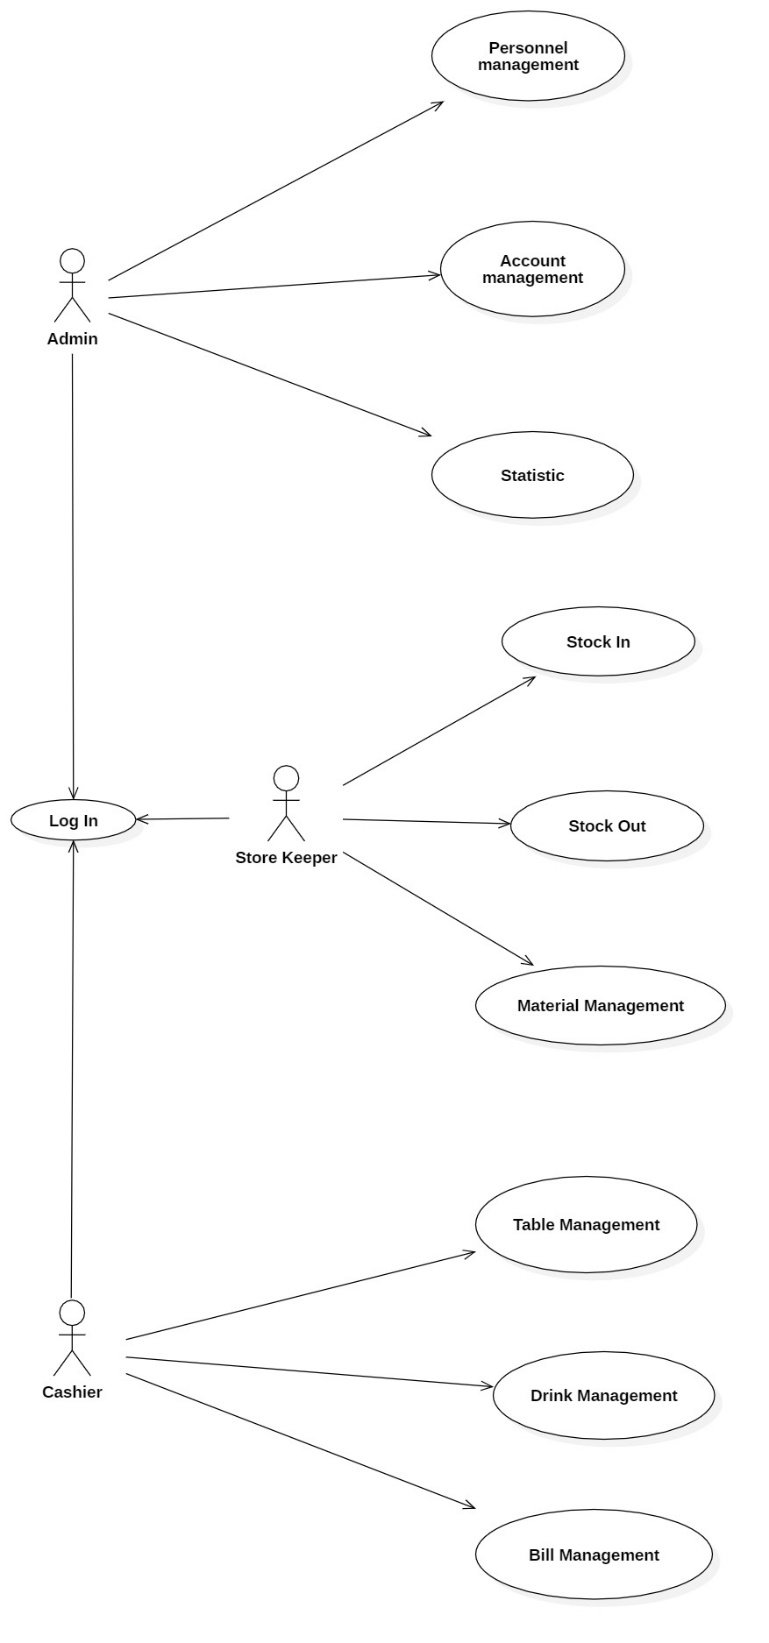 Personnel
management
Account
management
Admin
Statistic
Stock In
Log In
Stock Out
Store Keeper
Material Management
Table Management
Cashier
Drink Management
Bill Management